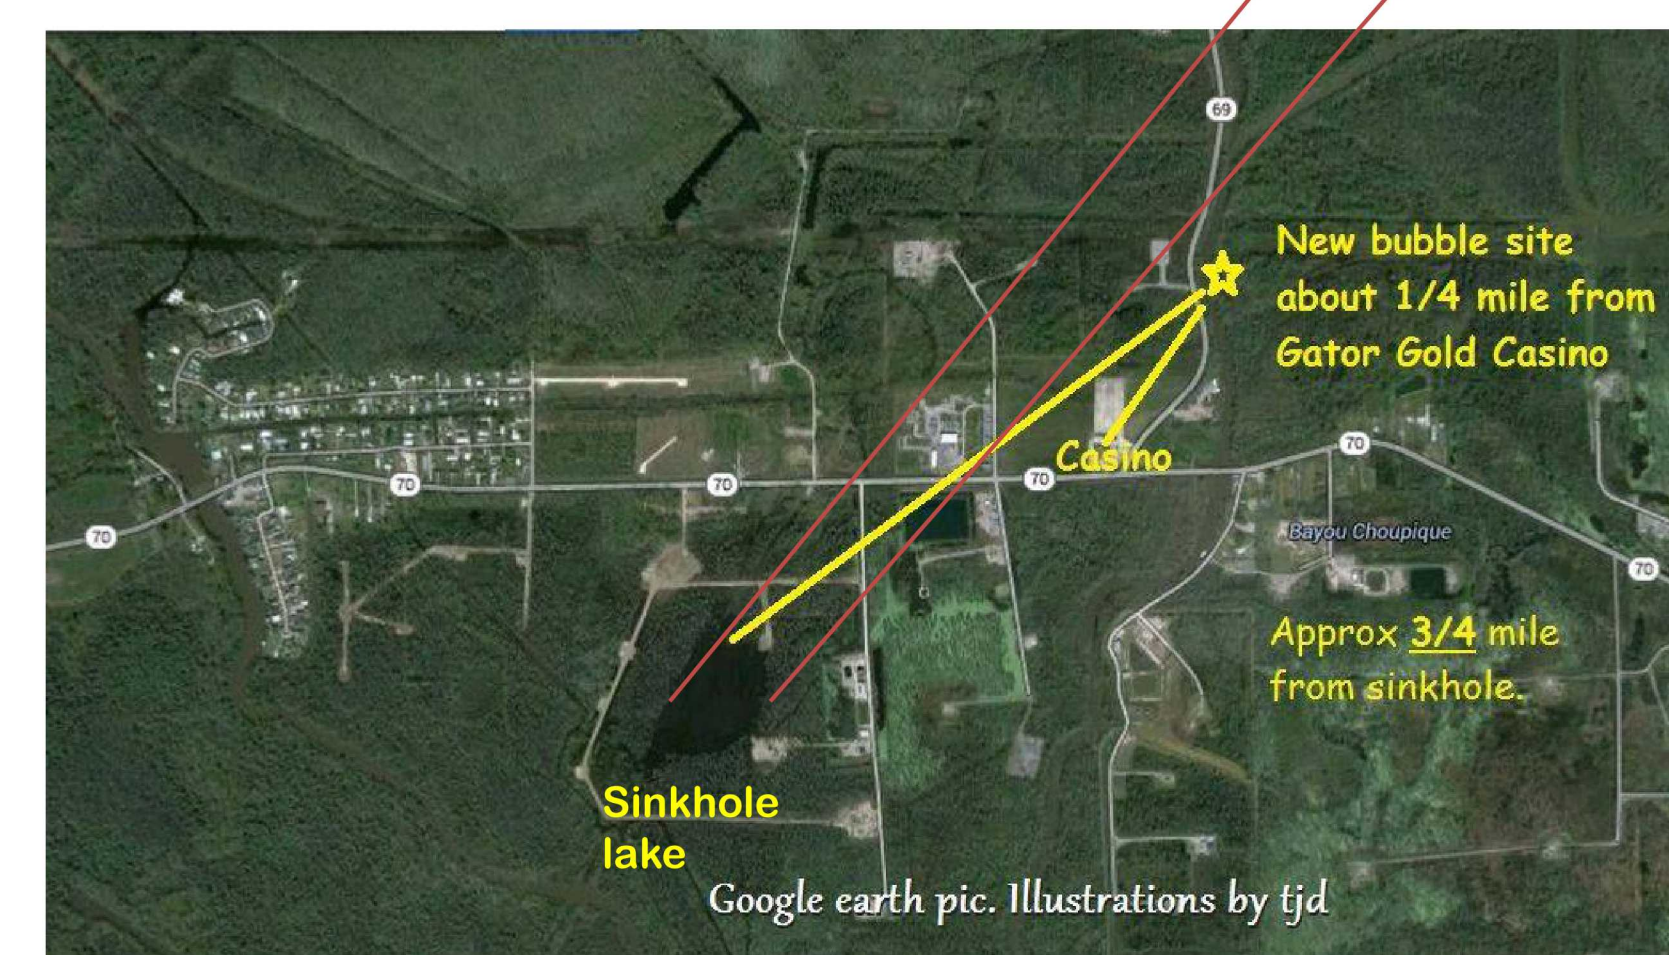 69
New bubble site
about 1/4 mile from
Gator Gold Casino
Casino
70
70
70
70
70
Bayou Choupique
70
Approx 3/4 mile
from sinkhole.
Sinkhole
lake
Google earth pic. Illustrations by tjd